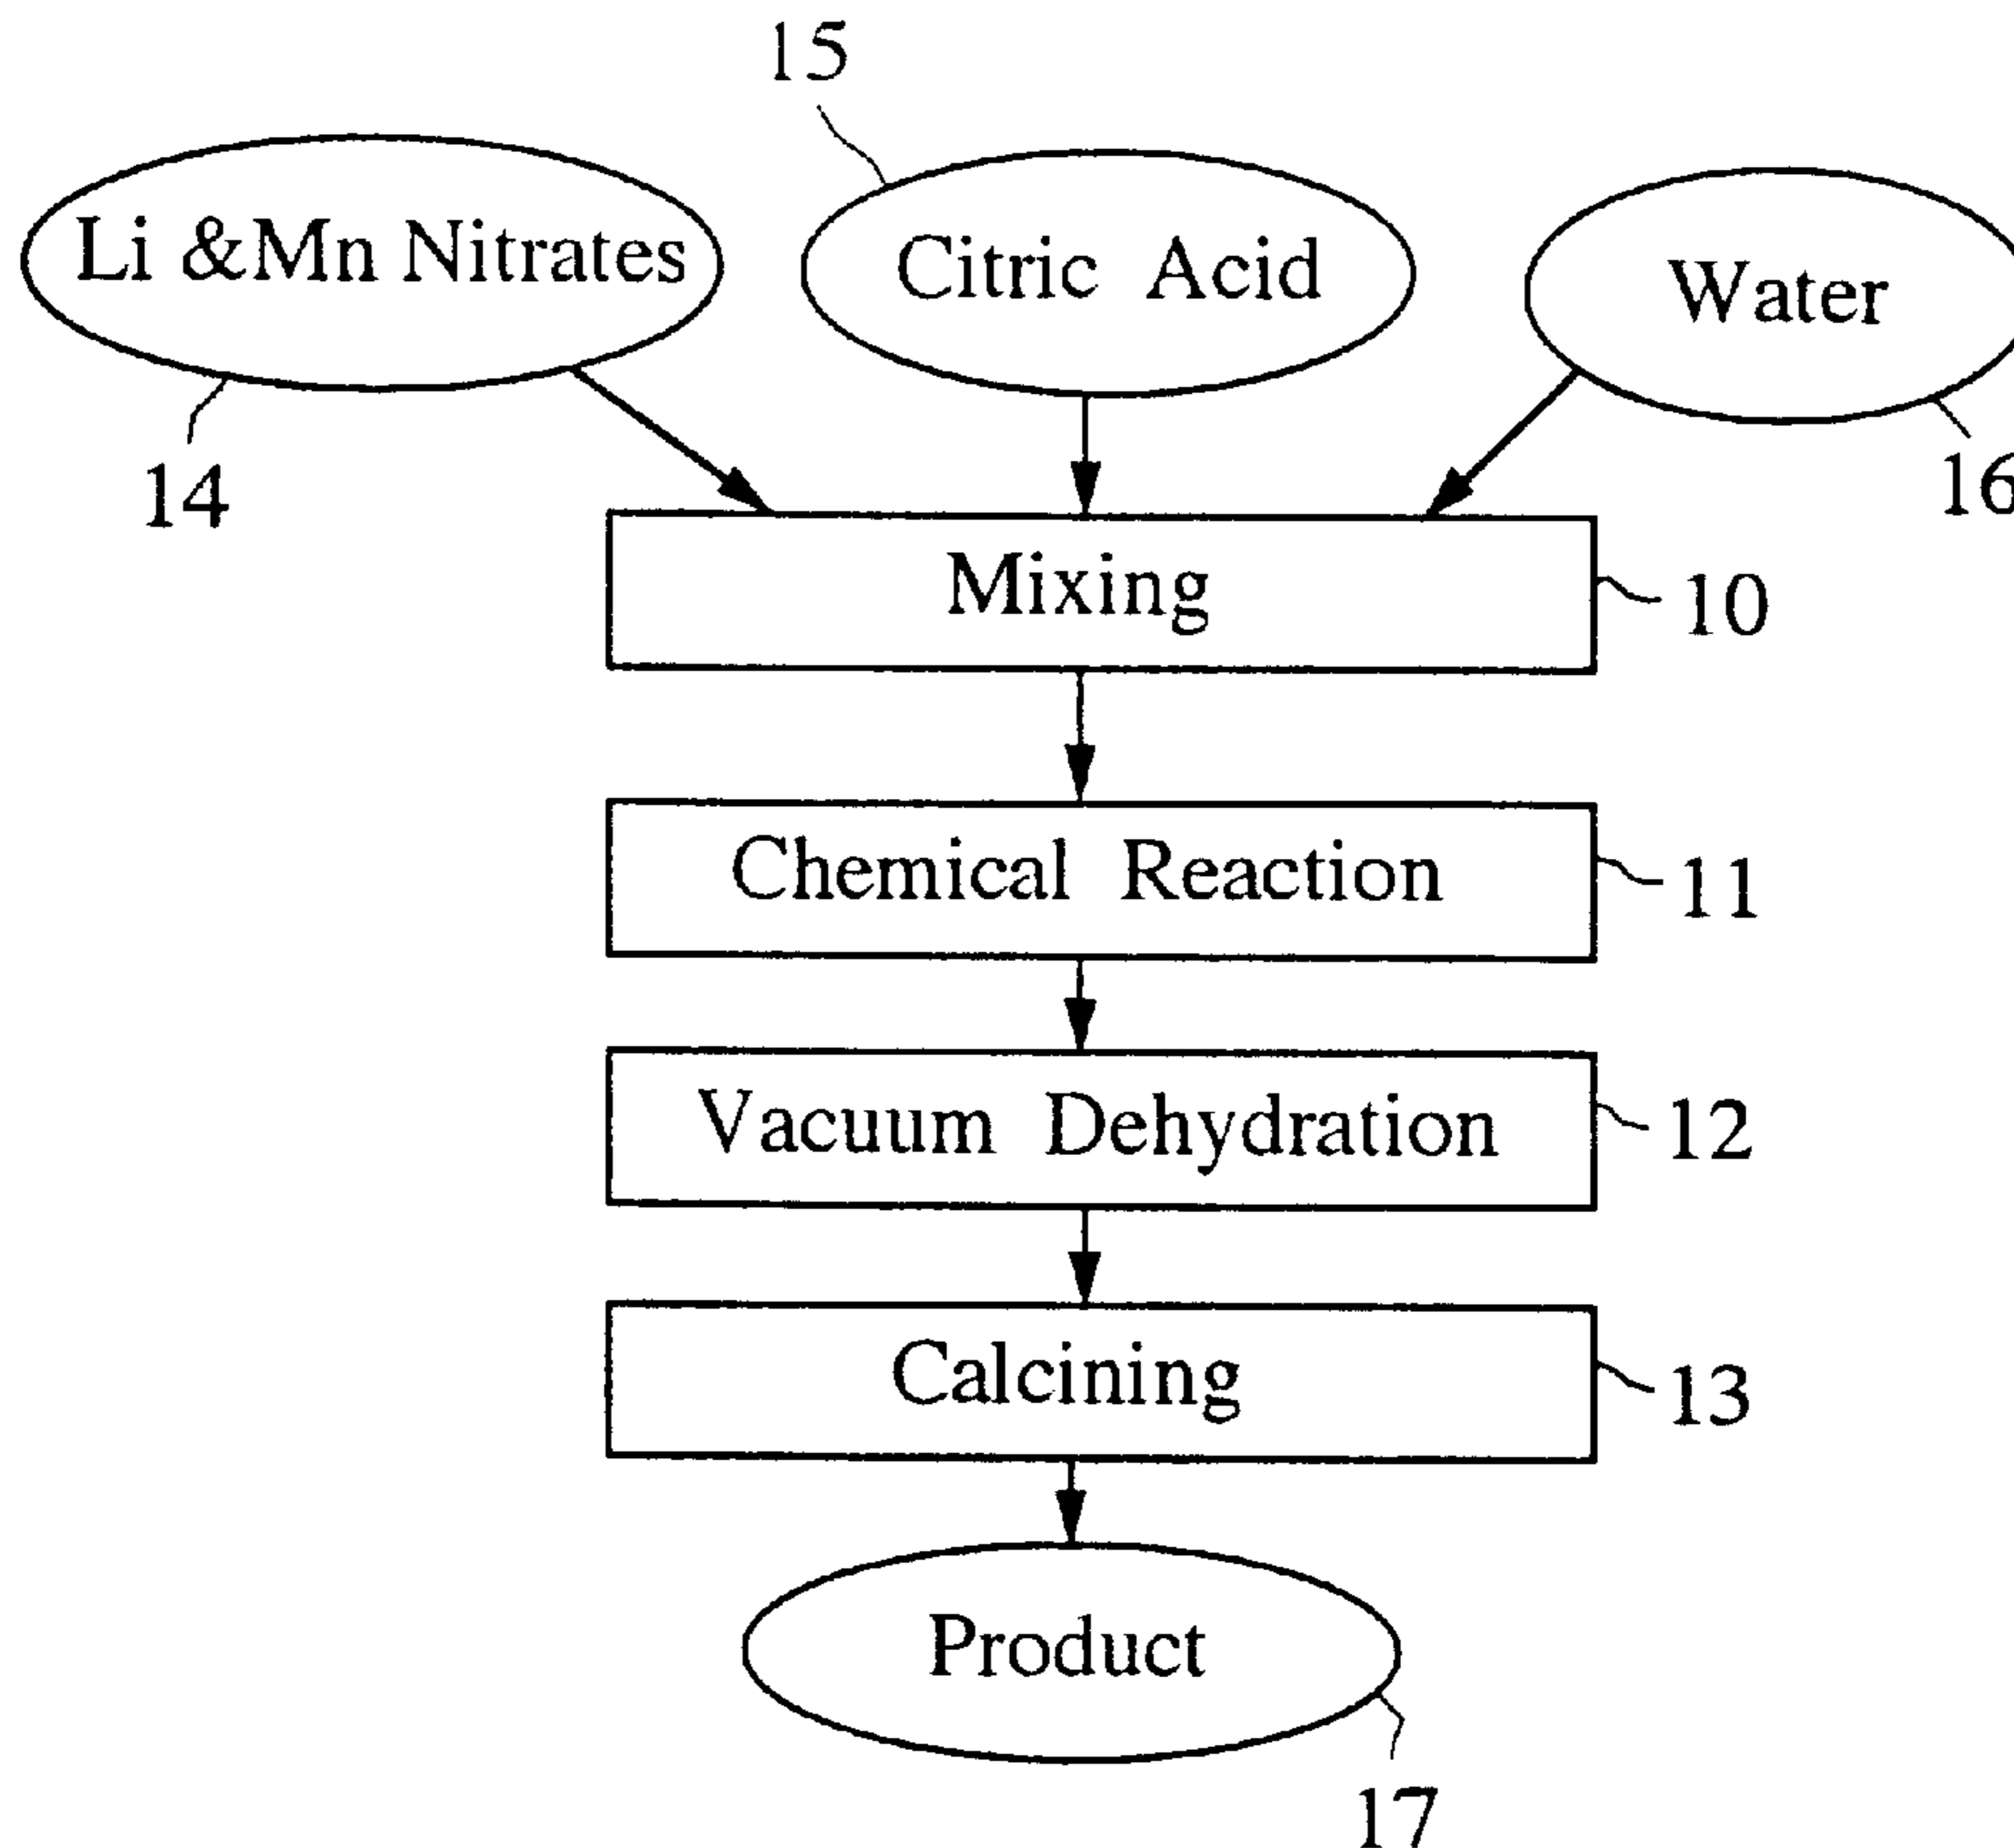 15
Li &Mn Nitrates
Citric Acid
Water
14
16
Mixing
10
Chemical Reaction
11
Vacuum Dehydration
12
Calcining
13
Product
17